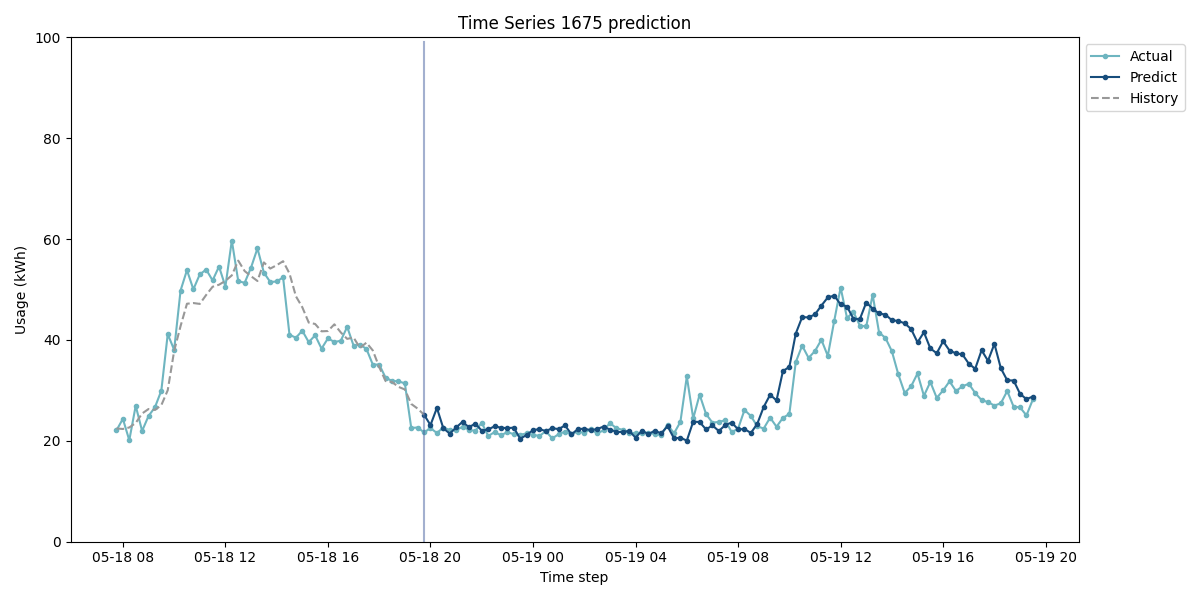 Time Series 1675 prediction
Usage (kWh)
100
80
60
40
20
0
05-18 08
05-18 12
05-18 16
05-18 20
05-19 00
05-19 04
05-19 08
05-19 12
05-19 16
05-19 20
Time step
Actual
Predict
History